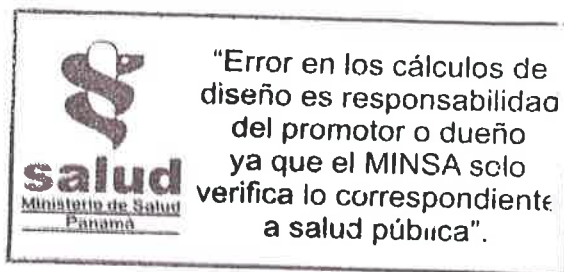 "Error en los cálculos de
diseño es responsabilidad
del promotor o dueño
ya que el MINSA solo
verifica lo correspondiente
a salud pública".
salud
Ministerio de Salud
Panamá